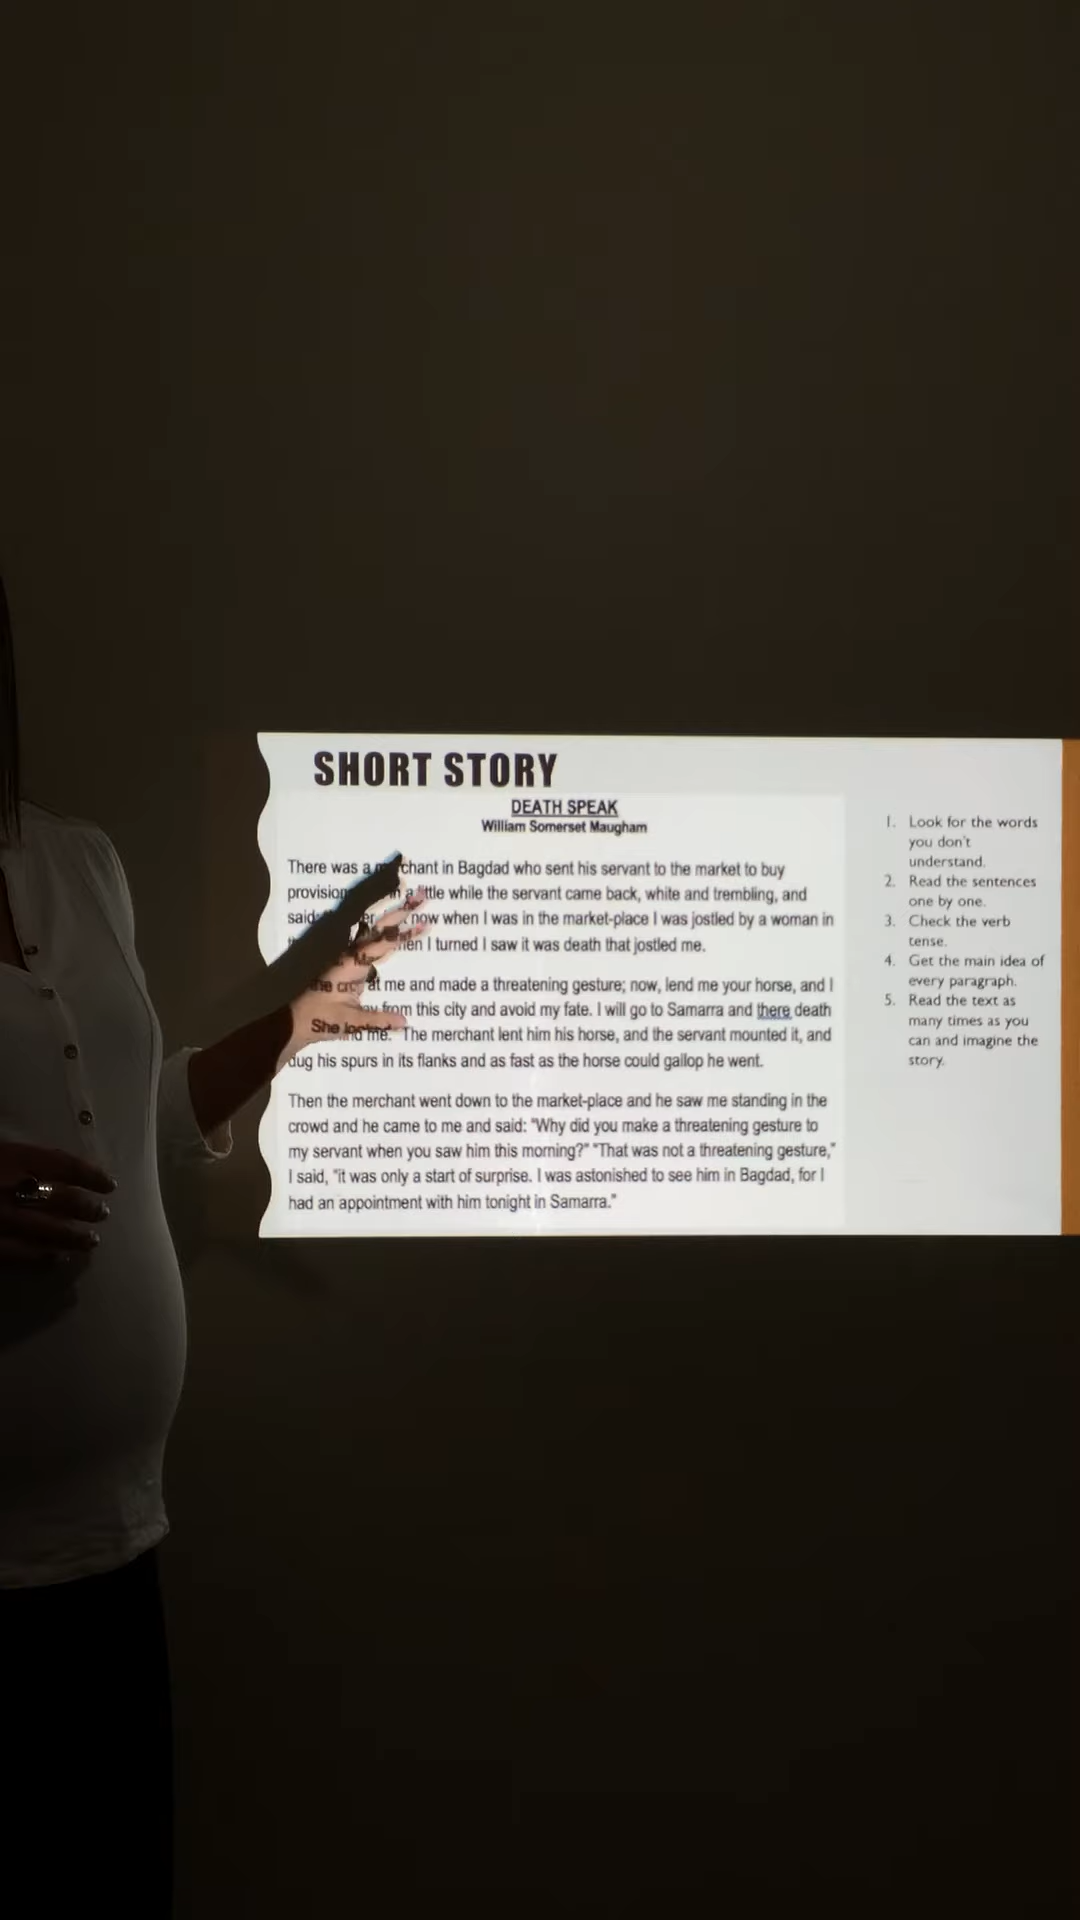 SHORT STORY
DEATH SPEAK
William Somerset Maugham
There was a chant in Bagdad who sent his servant to the market to buy
provision a little while the servant came back, white and trembling, and
said: now when I was in the market-place I was jostled by a woman in
hen I turned I saw it was death that jostled me.
She looked at me and made a threatening gesture; now, lend me your horse, and I
from this city and avoid my fate. I will go to Samarra and there death
me." The merchant lent him his horse, and the servant mounted it, and
dug his spurs in its flanks and as fast as the horse could gallop he went.
Then the merchant went down to the market-place and he saw me standing in the
crowd and he came to me and said: "Why did you make a threatening gesture to
my servant when you saw him this morning?" "That was not a threatening gesture,"
I said, "it was only a start of surprise. I was astonished to see him in Bagdad, for I
had an appointment with him tonight in Samarra."
1. Look for the words
you don't
understand.
2. Read the sentences
one by one.
3. Check the verb
tense.
4. Get the main idea of
every paragraph.
5. Read the text as
many times as you
can and imagine the
story.